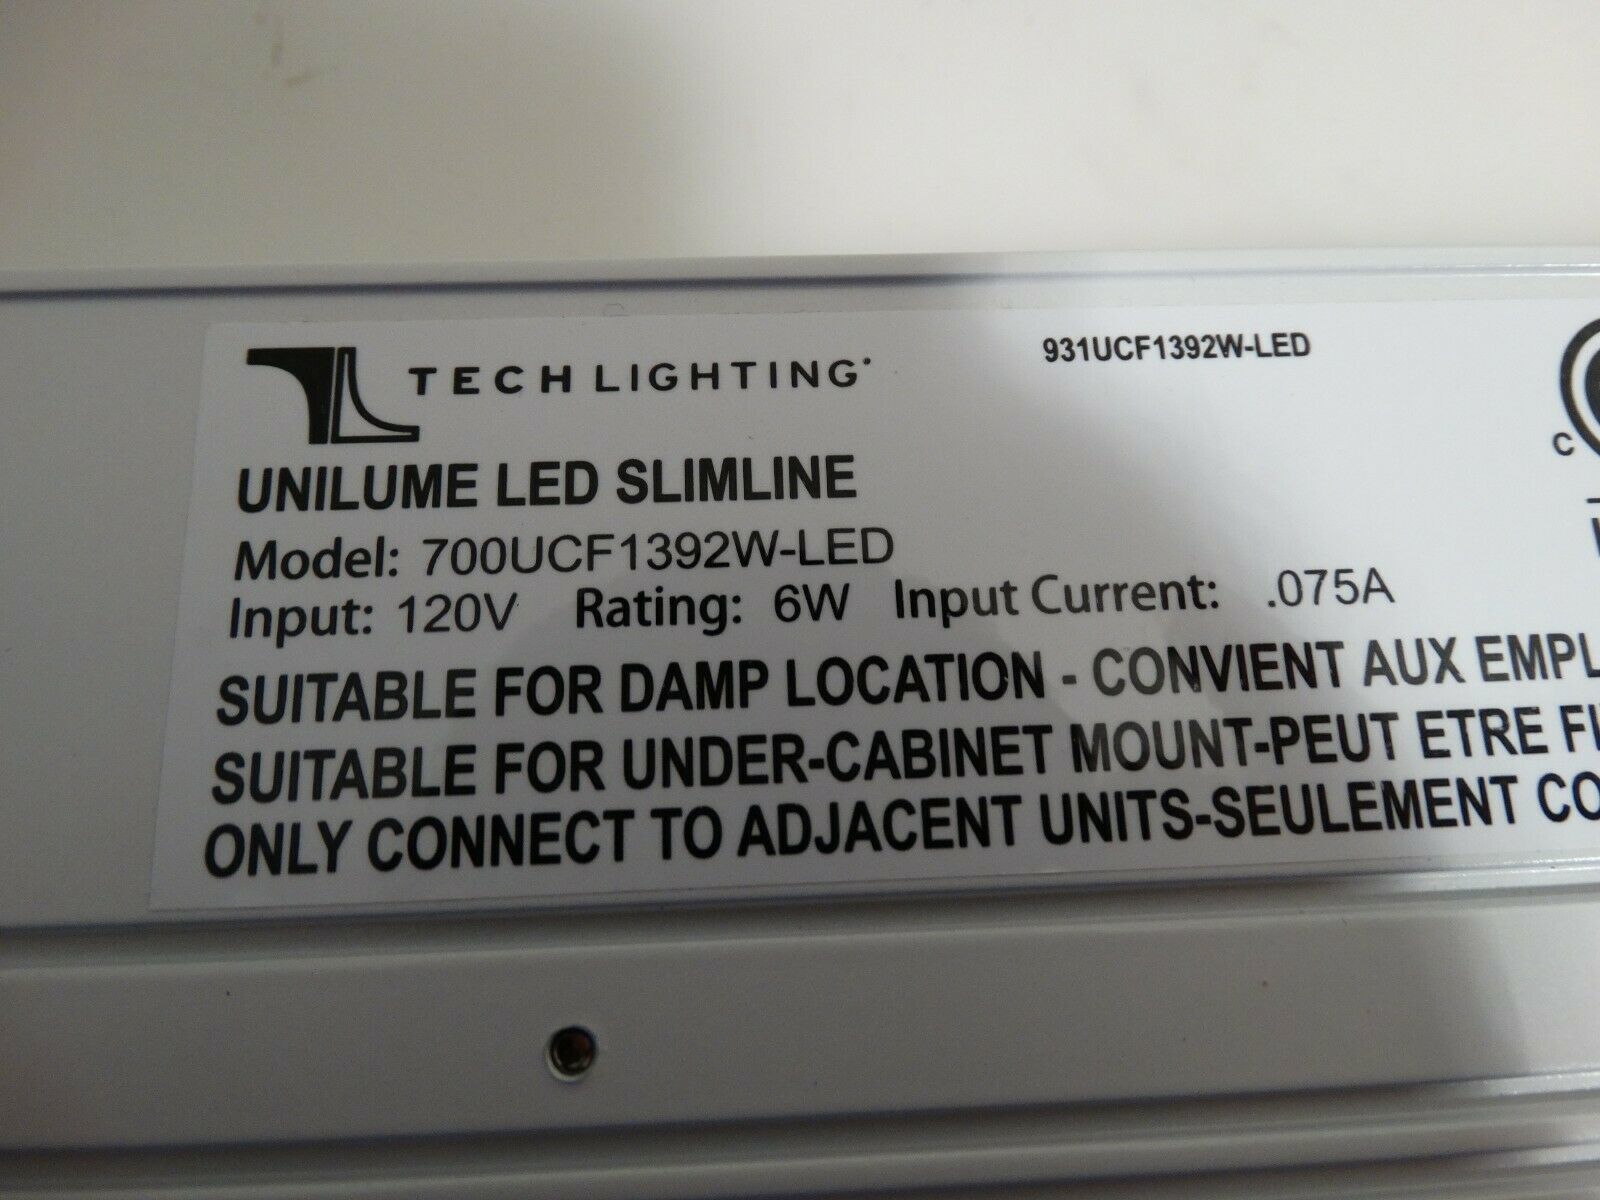 TECH LIGHTING
931UCF1392W-LED
UNILUME LED SLIMLINE
Model: 700UCF1392W-LED
Input: 120V Rating: 6W Input Current: .075A
SUITABLE FOR DAMP LOCATION - CONVIENT AUX EMPL
SUITABLE FOR UNDER-CABINET MOUNT-PEUT ETRE FI
ONLY CONNECT TO ADJACENT UNITS-SEULEMENT CO
C